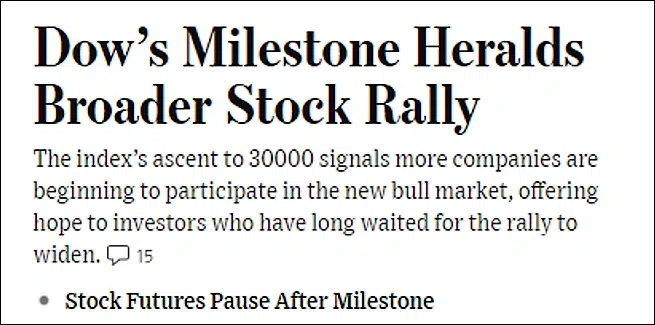 Dow’s Milestone Heralds
Broader Stock Rally
The index’s ascent to 30000 signals more companies are
beginning to participate in the new bull market, offering
hope to investors who have long waited for the rally to
widen. 15
• Stock Futures Pause After Milestone